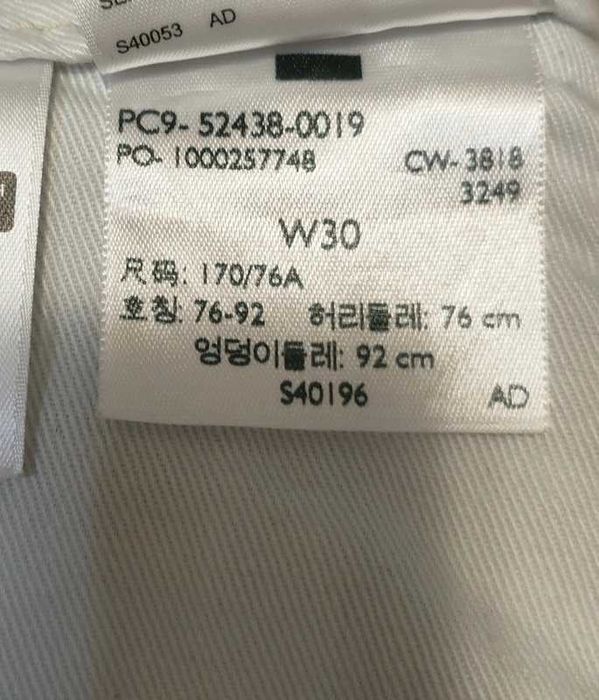 S40053 AD
PC9- 52438-0019
PO- 1000257748 CW- 3818
3249
W30
尺码: 170/76A
호칭: 76-92 허리둘레: 76 cm
엉덩이둘레: 92 cm
S40196 AD